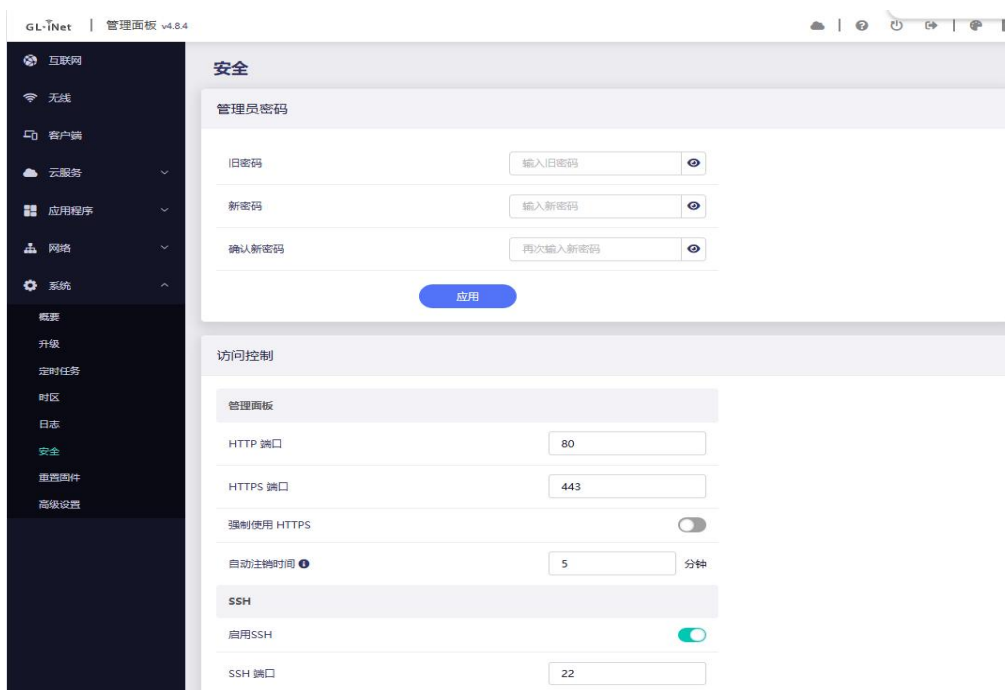 GL·iNet | 管理面板 v4.8.4
互联网
无线
客户端
云服务
应用程序
网络
系统
概要
升级
定时任务
时区
日志
安全
重置固件
高级设置
安全
管理员密码
旧密码 输入旧密码
新密码 输入新密码
确认新密码 再次输入新密码
应用
访问控制
管理面板
HTTP 端口 80
HTTPS 端口 443
强制使用 HTTPS
自动注销时间 5 分钟
SSH
启用SSH
SSH 端口 22